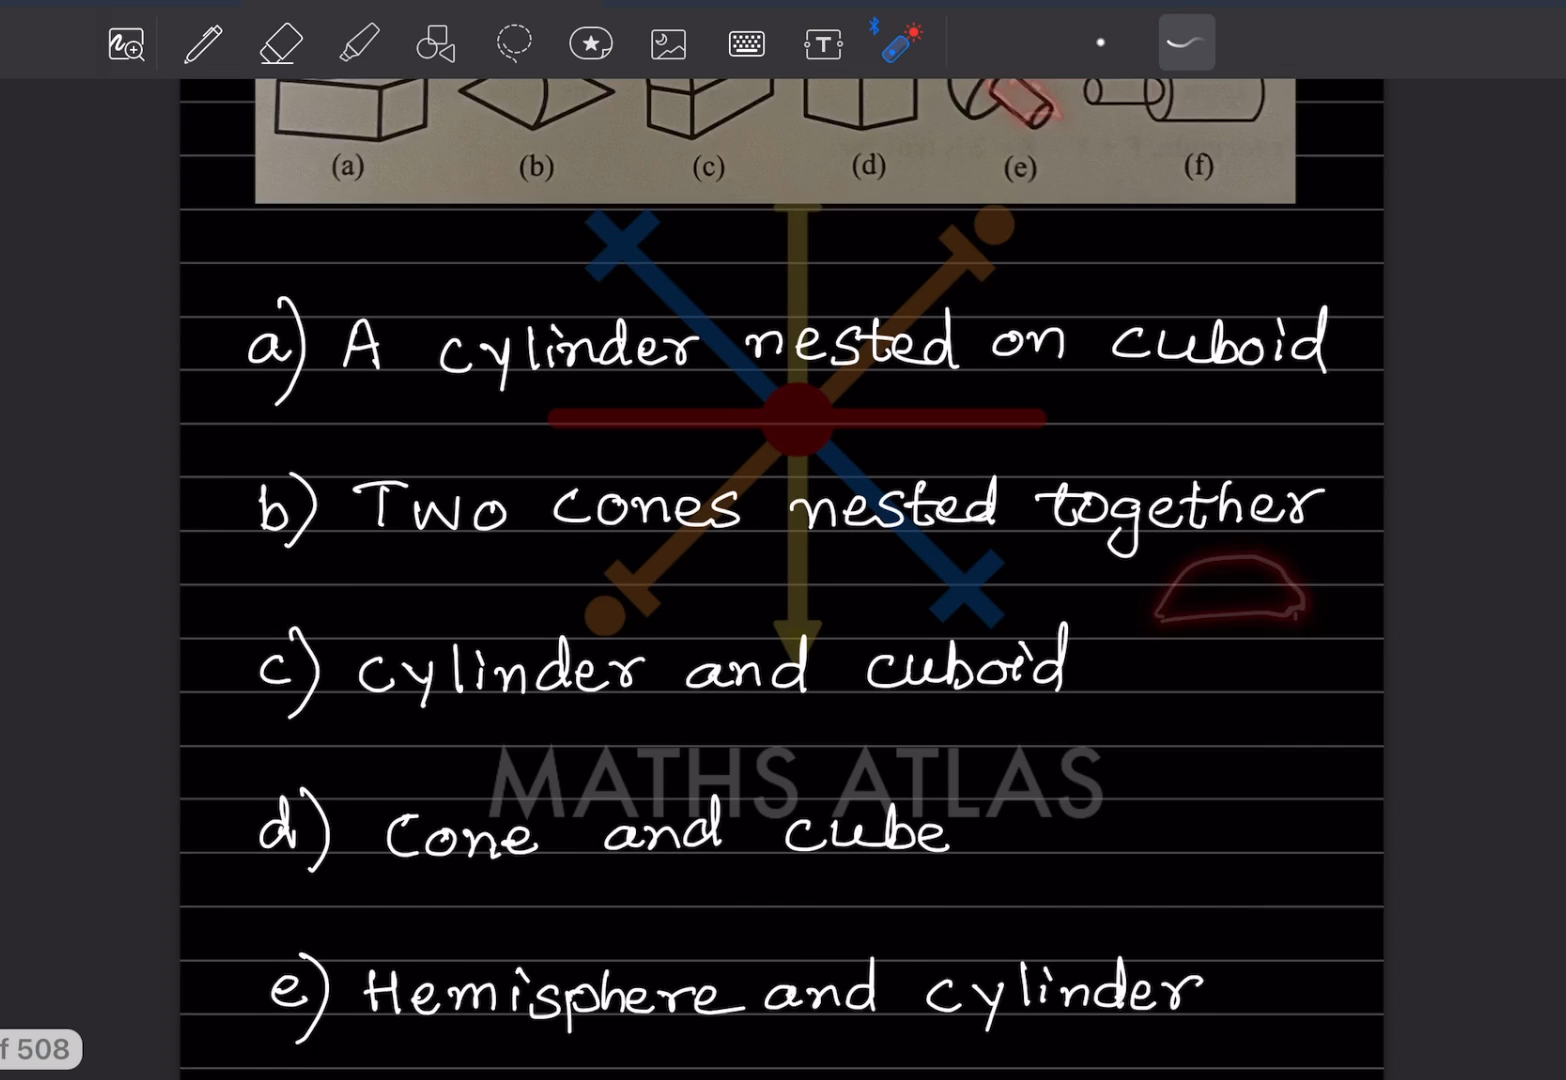 (a) (b) (c) (d) (e) (f)
a) A cylinder nested on cuboid
b) Two cones nested together
c) cylinder and cuboid
MATHS ATLAS
d) Cone and cube
e) Hemisphere and cylinder
f 508